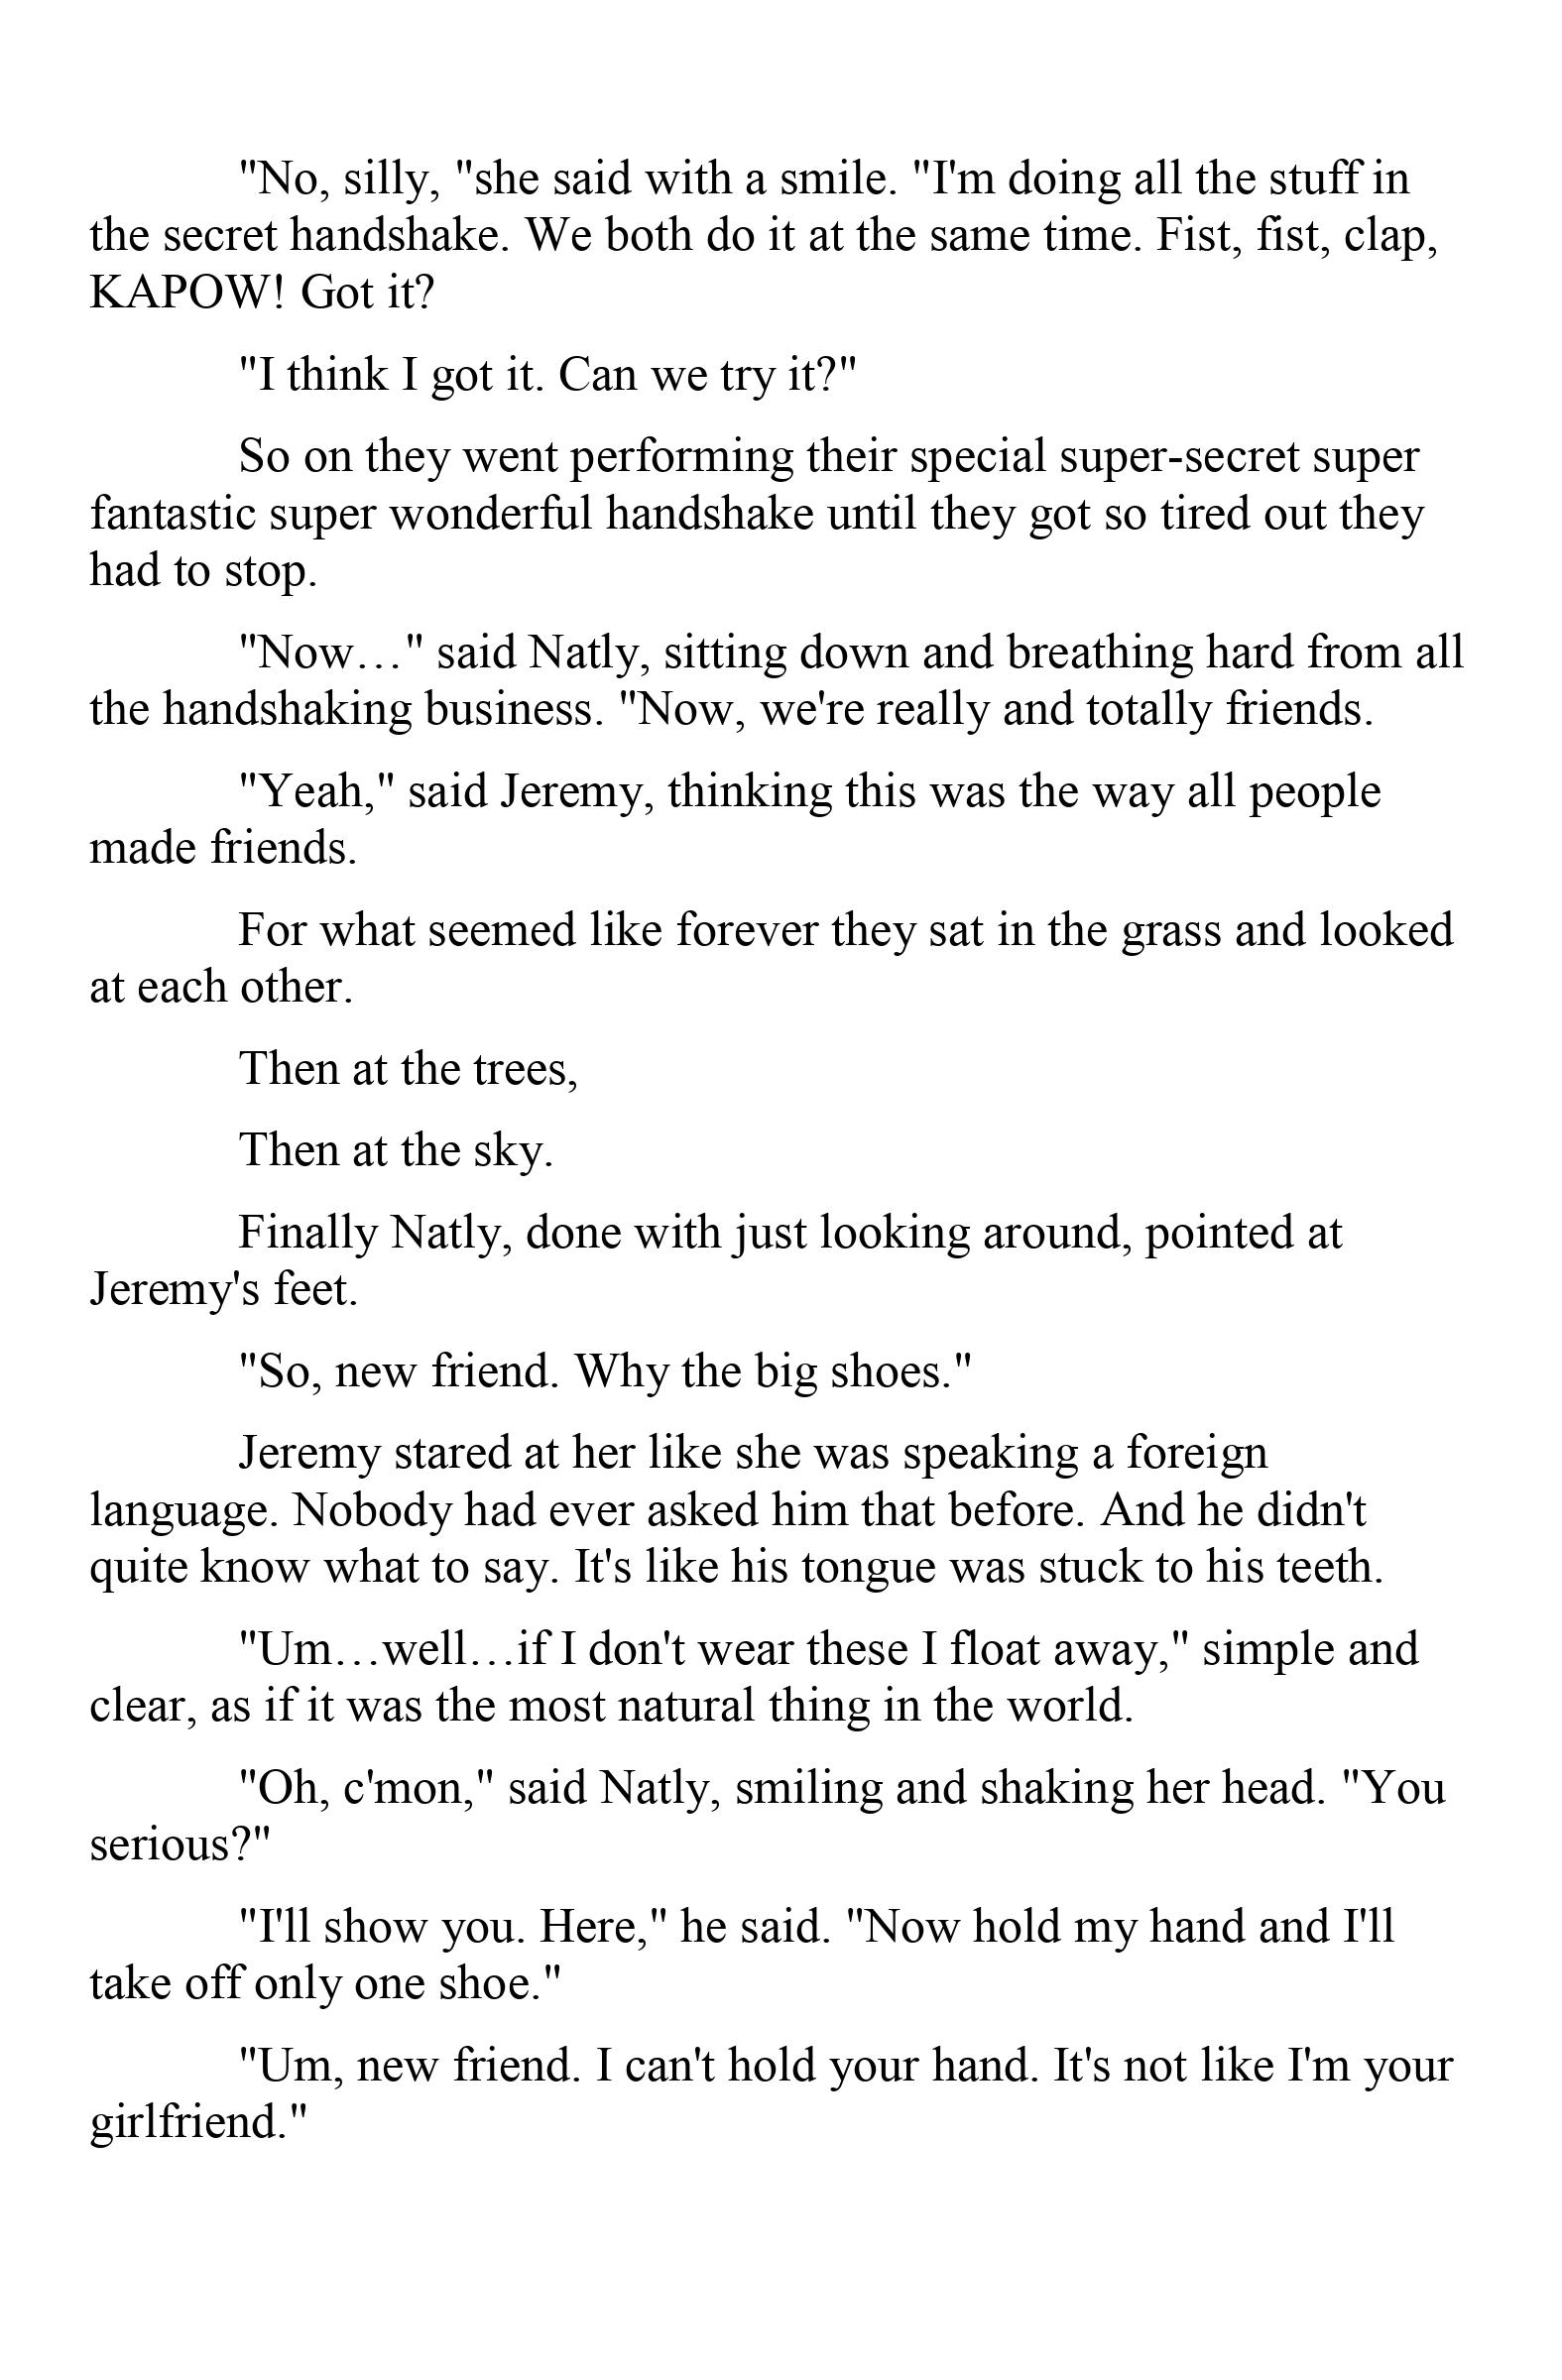 "No, silly, "she said with a smile. "I'm doing all the stuff in
the secret handshake. We both do it at the same time. Fist, fist, clap,
KAPOW! Got it?
"I think I got it. Can we try it?"
So on they went performing their special super-secret super
fantastic super wonderful handshake until they got so tired out they
had to stop.
"Now…" said Natly, sitting down and breathing hard from all
the handshaking business. "Now, we're really and totally friends.
"Yeah," said Jeremy, thinking this was the way all people
made friends.
For what seemed like forever they sat in the grass and looked
at each other.
Then at the trees,
Then at the sky.
Finally Natly, done with just looking around, pointed at
Jeremy's feet.
"So, new friend. Why the big shoes."
Jeremy stared at her like she was speaking a foreign
language. Nobody had ever asked him that before. And he didn't
quite know what to say. It's like his tongue was stuck to his teeth.
"Um…well…if I don't wear these I float away," simple and
clear, as if it was the most natural thing in the world.
"Oh, c'mon," said Natly, smiling and shaking her head. "You
serious?"
"I'll show you. Here," he said. "Now hold my hand and I'll
take off only one shoe."
"Um, new friend. I can't hold your hand. It's not like I'm your
girlfriend."